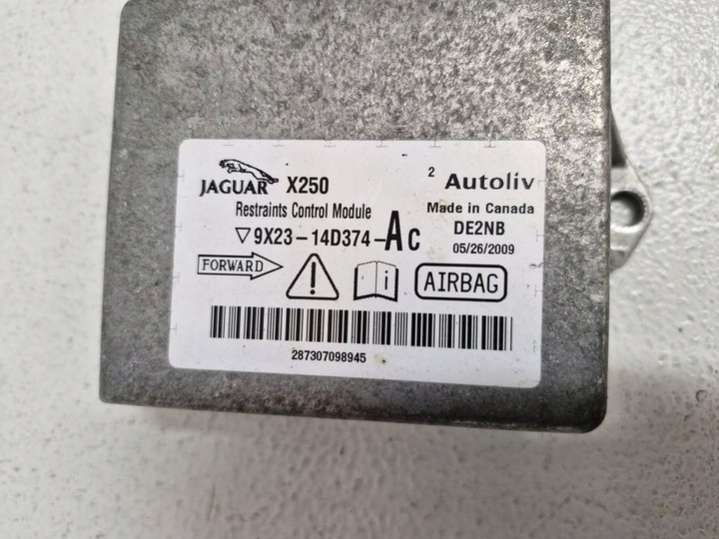 JAGUAR X250
2 Autoliv
Restraints Control Module
Made in Canada
▽9X23-14D374-Ac
DE2NB
05/26/2009
FORWARD
! i AIRBAG
287307098945